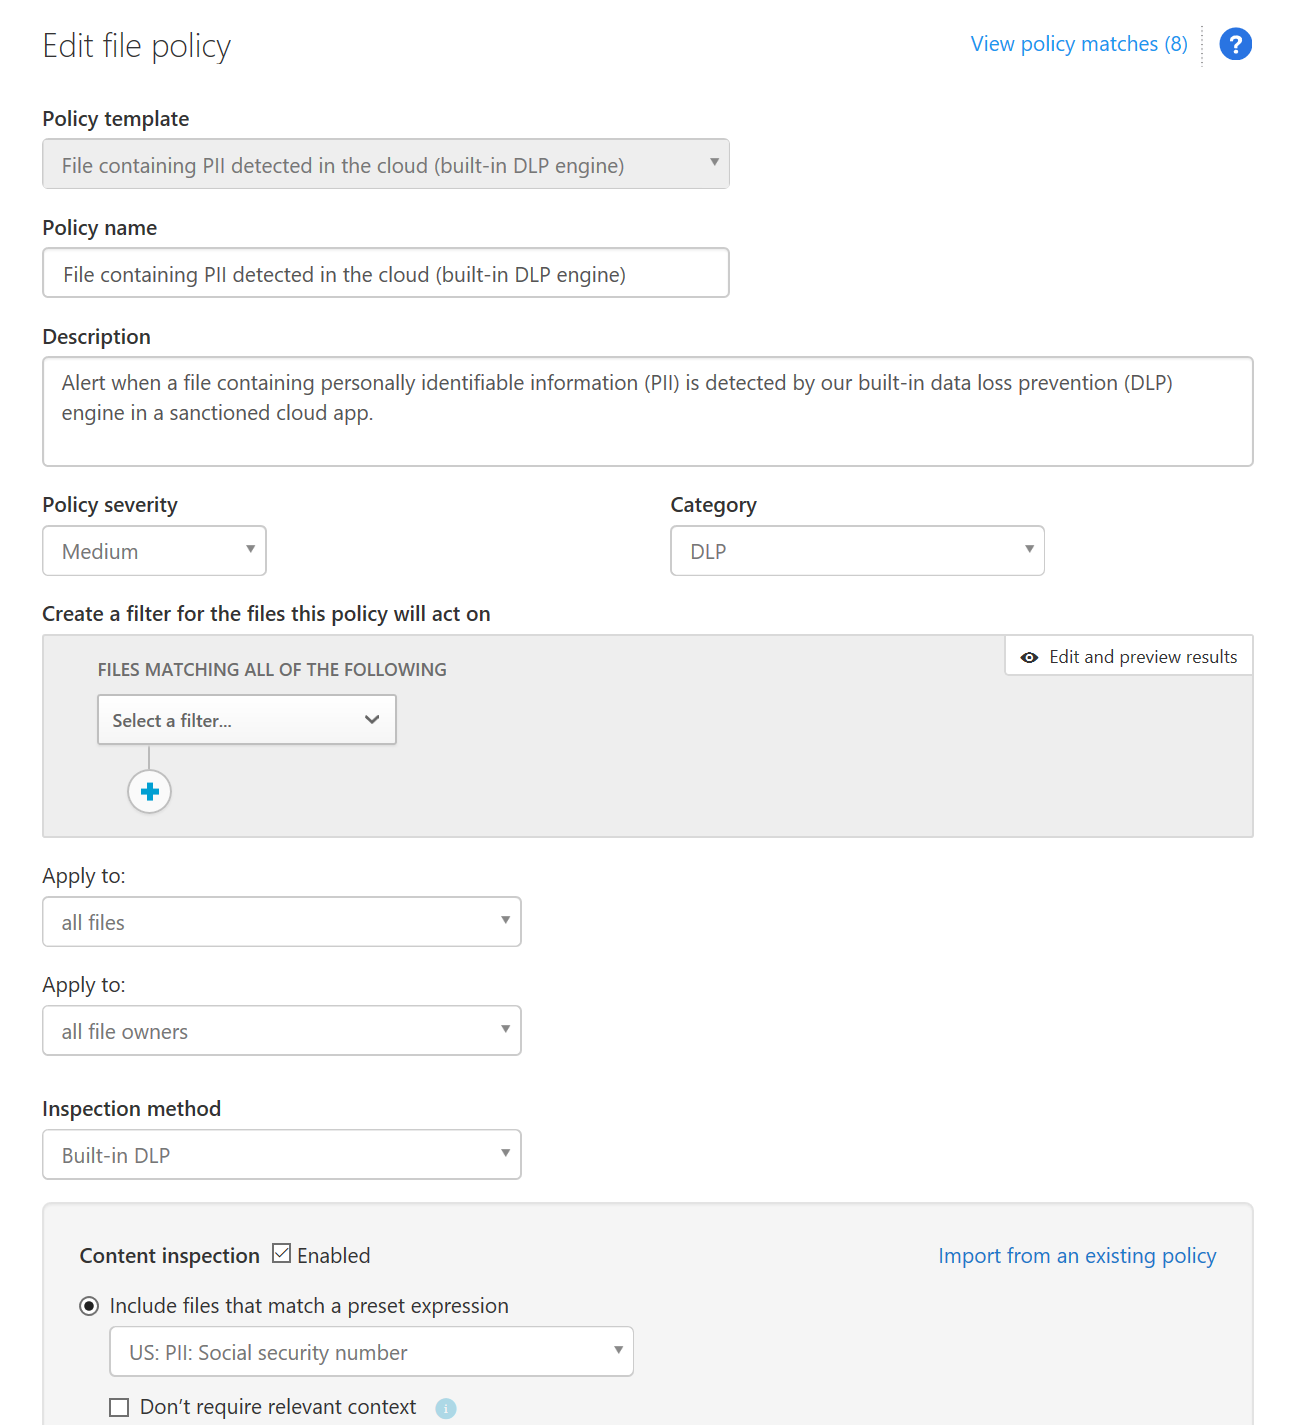 Edit file policy
View policy matches (8)
?
Policy template
File containing PII detected in the cloud (built-in DLP engine)
Policy name
File containing PII detected in the cloud (built-in DLP engine)
Description
Alert when a file containing personally identifiable information (PII) is detected by our built-in data loss prevention (DLP)
engine in a sanctioned cloud app.
Policy severity
Category
Medium
DLP
Create a filter for the files this policy will act on
Edit and preview results
FILES MATCHING ALL OF THE FOLLOWING
Select a filter...
Apply to:
all files
Apply to:
all file owners
Inspection method
Built-in DLP
Content inspection Enabled
Import from an existing policy
Include files that match a preset expression
US: PII: Social security number
Don't require relevant context i